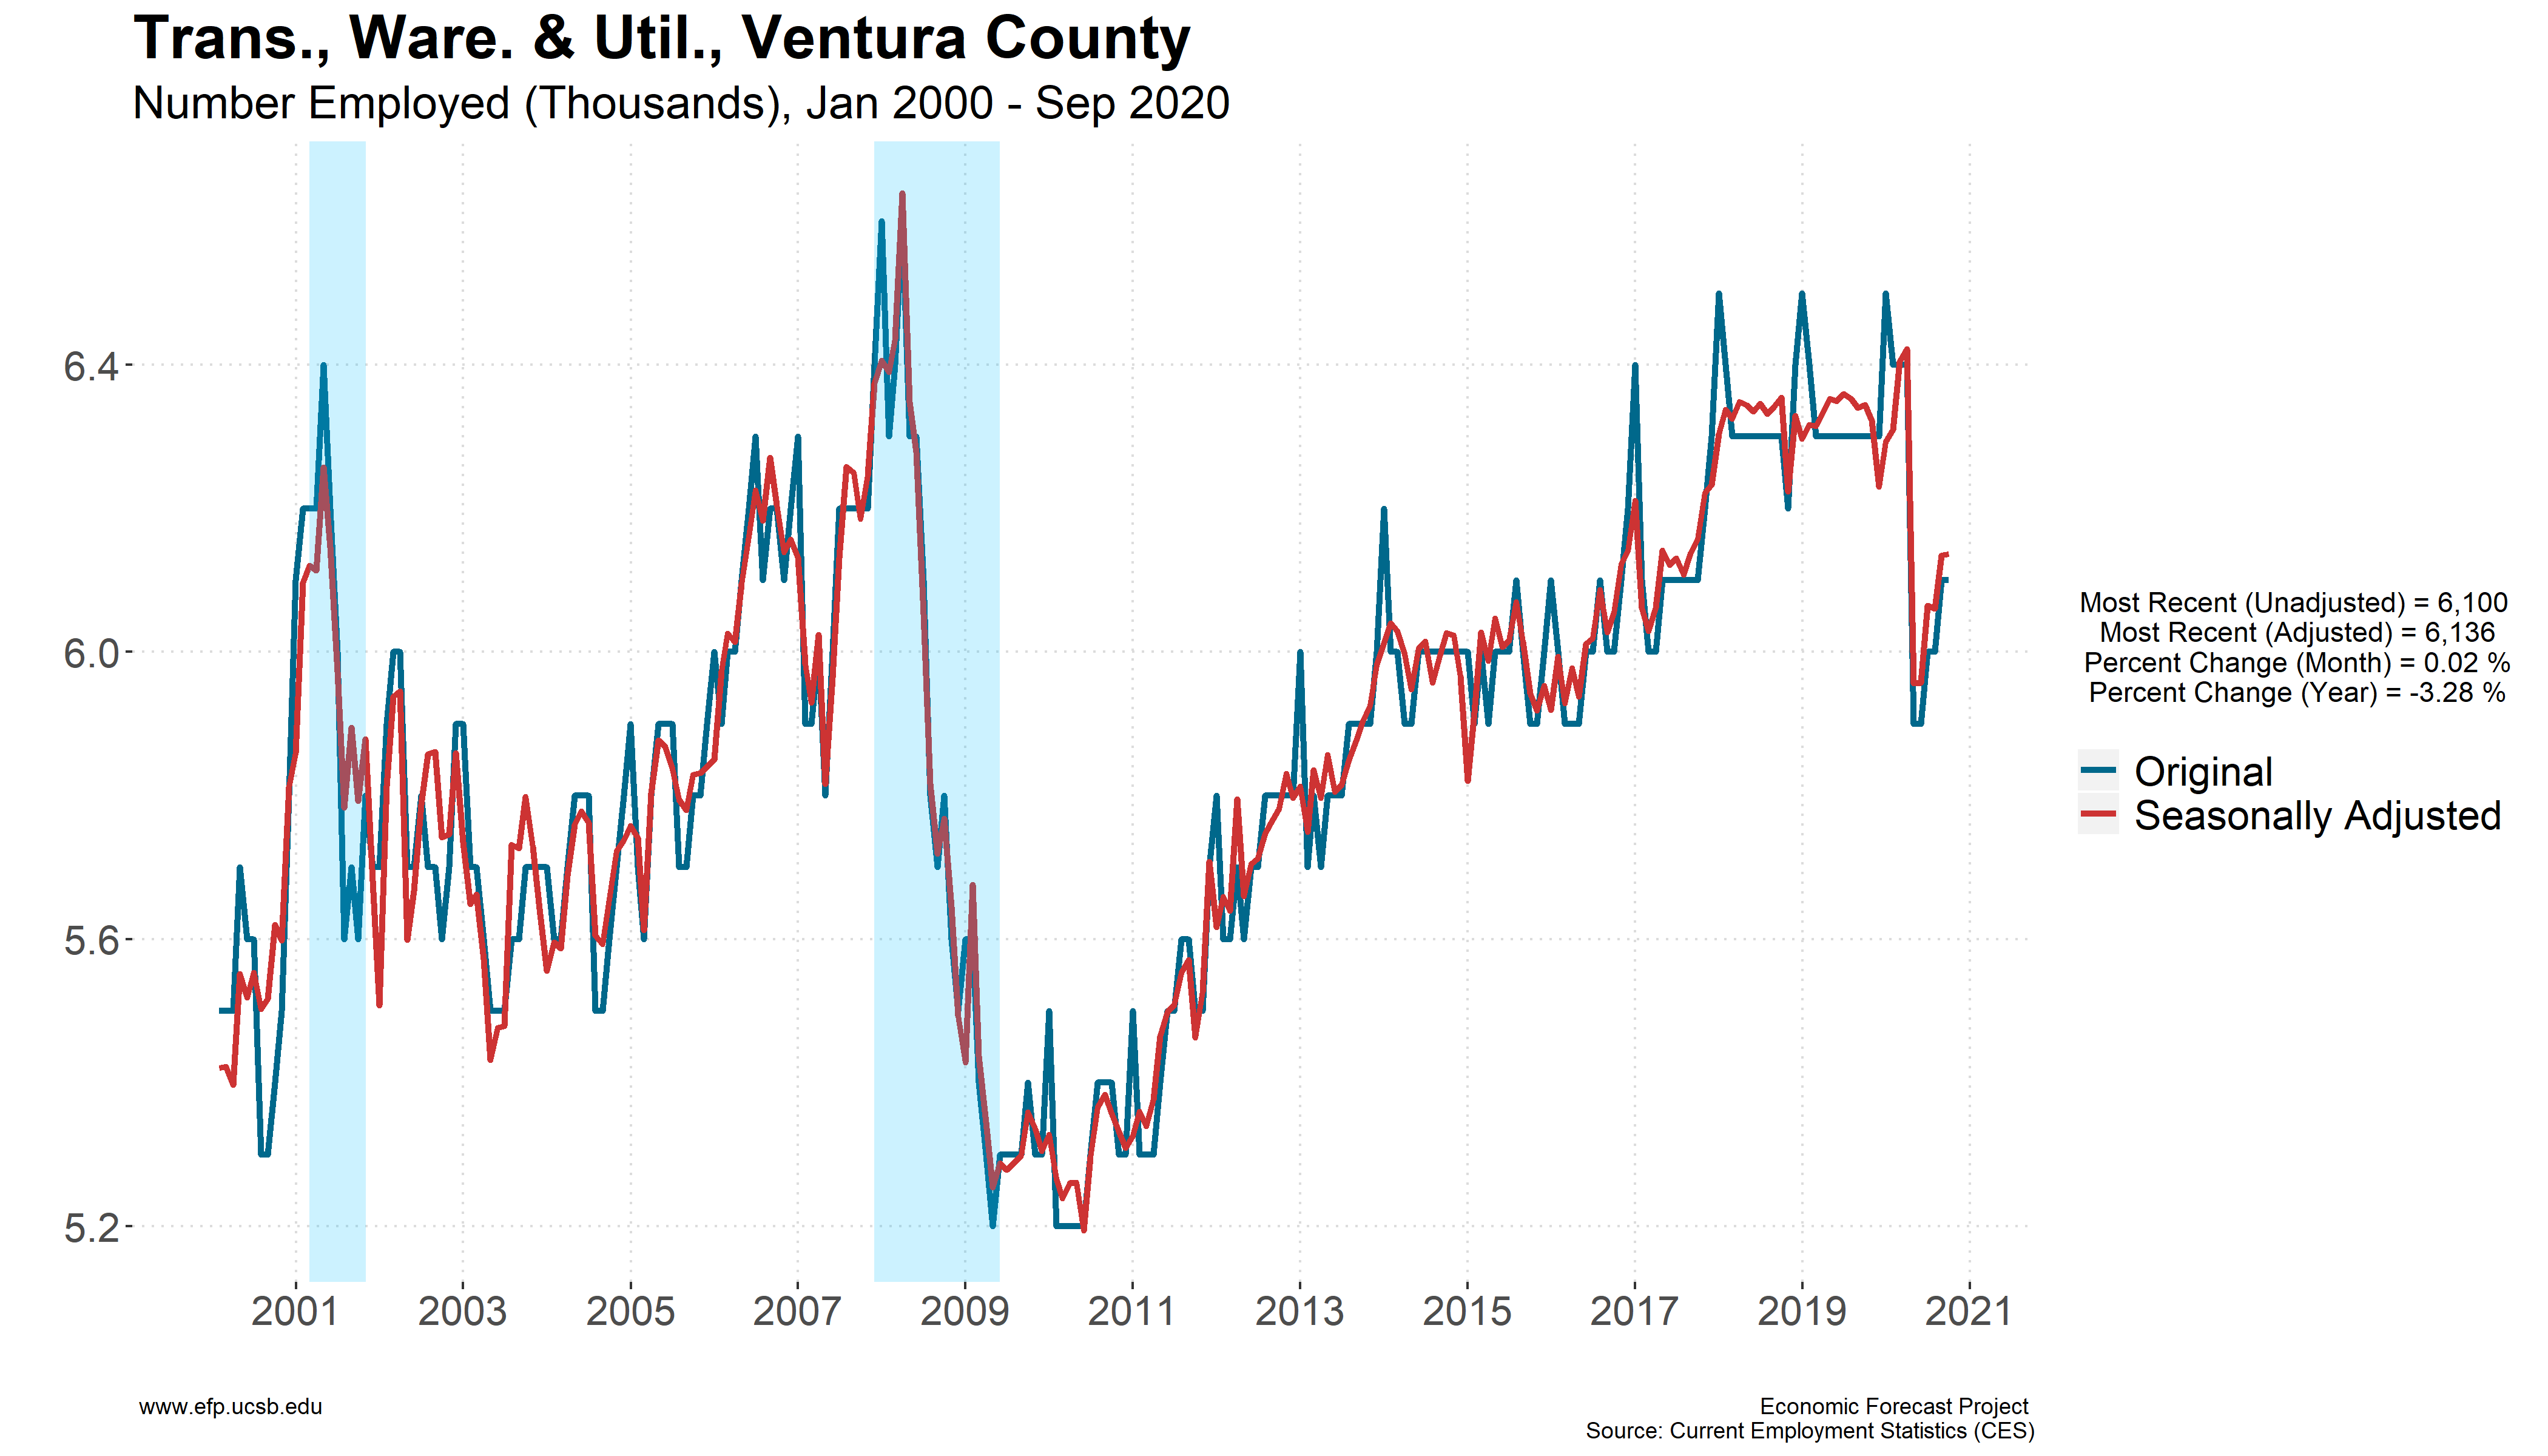 Trans., Ware. & Util., Ventura County
Number Employed (Thousands), Jan 2000 - Sep 2020
6.4
6.0
5.6
5.2
2001 2003 2005 2007 2009 2011 2013 2015 2017 2019 2021
Most Recent (Unadjusted) = 6,100
Most Recent (Adjusted) = 6,136
Percent Change (Month) = 0.02 %
Percent Change (Year) = -3.28 %
Original
Seasonally Adjusted
www.efp.ucsb.edu
Economic Forecast Project
Source: Current Employment Statistics (CES)